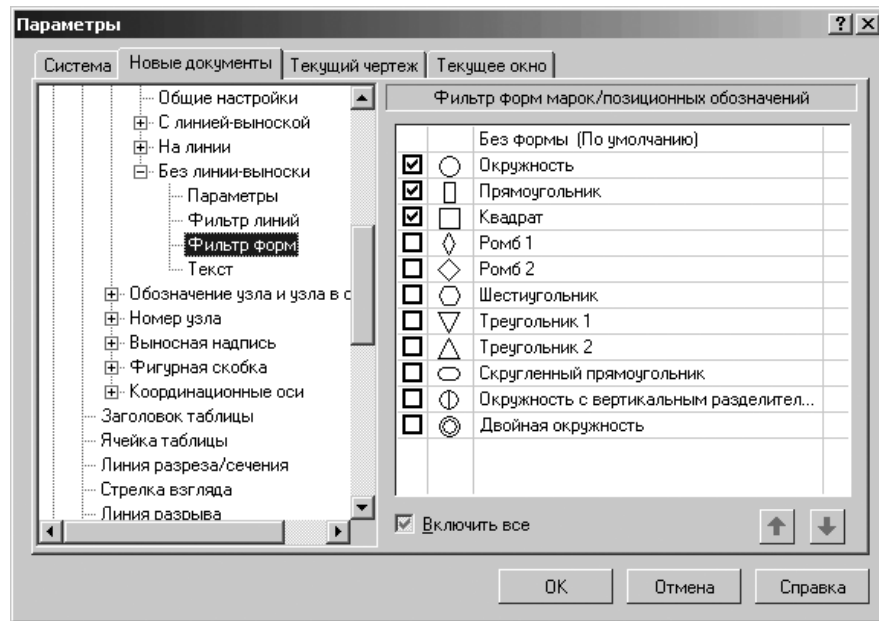 Параметры
Система Новые документы Текущий чертеж Текущее окно
Общие настройки
С линией-выноской
На линии
Без линии-выноски
Параметры
Фильтр линий
Фильтр форм
Текст
Обозначение узла и узла в с
Номер узла
Выносная надпись
Фигурная скобка
Координационные оси
Заголовок таблицы
Ячейка таблицы
Линия разреза/сечения
Стрелка взгляда
Линия разрыва
Фильтр форм марок/позиционных обозначений
Без формы (По умолчанию)
Окружность
Прямоугольник
Квадрат
Ромб 1
Ромб 2
Шестиугольник
Треугольник 1
Треугольник 2
Скругленный прямоугольник
Окружность с вертикальным разделител...
Двойная окружность
Включить все
ОК Отмена Справка